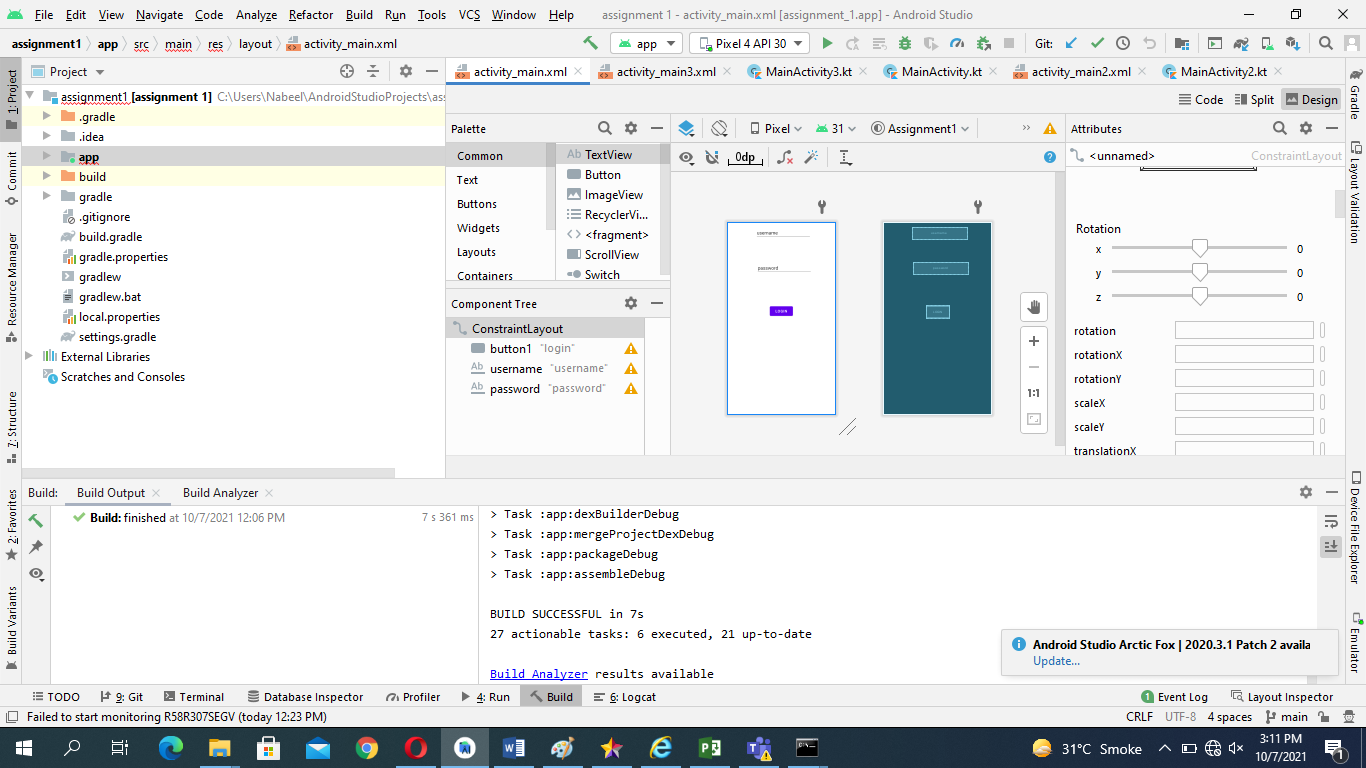 File Edit View Navigate Code Analyze Refactor Build Run Tools VCS Window Help assignment 1 - activity_main.xml [assignment_1.app] - Android Studio
assignment1 app src main res layout activity_main.xml app Pixel 4 API 30 Git:
Project activity_main.xml activity_main3.xml MainActivity3.kt MainActivity.kt activity_main2.xml MainActivity2.kt
1: Project
Commit
Resource Manager
7: Structure
2: Favorites
Build Variants
assignment1 [assignment 1] C:\Users\Nabeel\AndroidStudioProjects\ass
.gradle
.idea
app
build
gradle
.gitignore
build.gradle
gradle.properties
gradlew
gradlew.bat
local.properties
settings.gradle
External Libraries
Scratches and Consoles
Code Split Design
Palette
Common
Text
Buttons
Widgets
Layouts
Containers
Ab TextView
Button
ImageView
RecyclerVi...
<fragment>
ScrollView
Switch
Component Tree
ConstraintLayout
button1 "login"
Ab username "username"
Ab password "password"
Pixel 31 Assignment1 »
0dp
username
password
LOGIN
1:1
Attributes
<unnamed> ConstraintLayout
Rotation
x 0
y 0
z 0
rotation
rotationX
rotationY
scaleX
scaleY
translationX
Gradle
Layout Validation
Device File Explorer
Emulator
Build: Build Output Build Analyzer
Build: finished at 10/7/2021 12:06 PM 7 s 361 ms
> Task :app:dexBuilderDebug
> Task :app:mergeProjectDexDebug
> Task :app:packageDebug
> Task :app:assembleDebug
BUILD SUCCESSFUL in 7s
27 actionable tasks: 6 executed, 21 up-to-date
Build Analyzer results available
Android Studio Arctic Fox | 2020.3.1 Patch 2 availa
Update...
TODO 9: Git Terminal Database Inspector Profiler 4: Run Build 6: Logcat 1 Event Log Layout Inspector
Failed to start monitoring R58R307SEGV (today 12:23 PM) CRLF UTF-8 4 spaces main
31°C Smoke 3:11 PM
10/7/2021 1